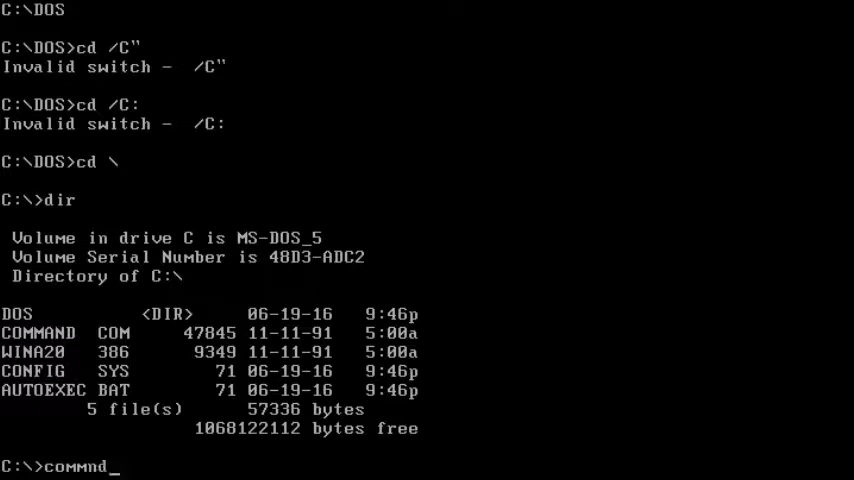 C:\DOS
C:\DOS>cd /C"
Invalid switch -  /C"
C:\DOS>cd /C:
Invalid switch -  /C:
C:\DOS>cd \
C:\>dir
Volume in drive C is MS-DOS_5
Volume Serial Number is 48D3-ADC2
Directory of C:\
DOS          <DIR>     06-19-16   9:46p
COMMAND  COM     47845 11-11-91   5:00a
WINA20   386      9349 11-11-91   5:00a
CONFIG   SYS        71 06-19-16   9:46p
AUTOEXEC BAT        71 06-19-16   9:46p
5 file(s)      57336 bytes
1068122112 bytes free
C:\>commnd_